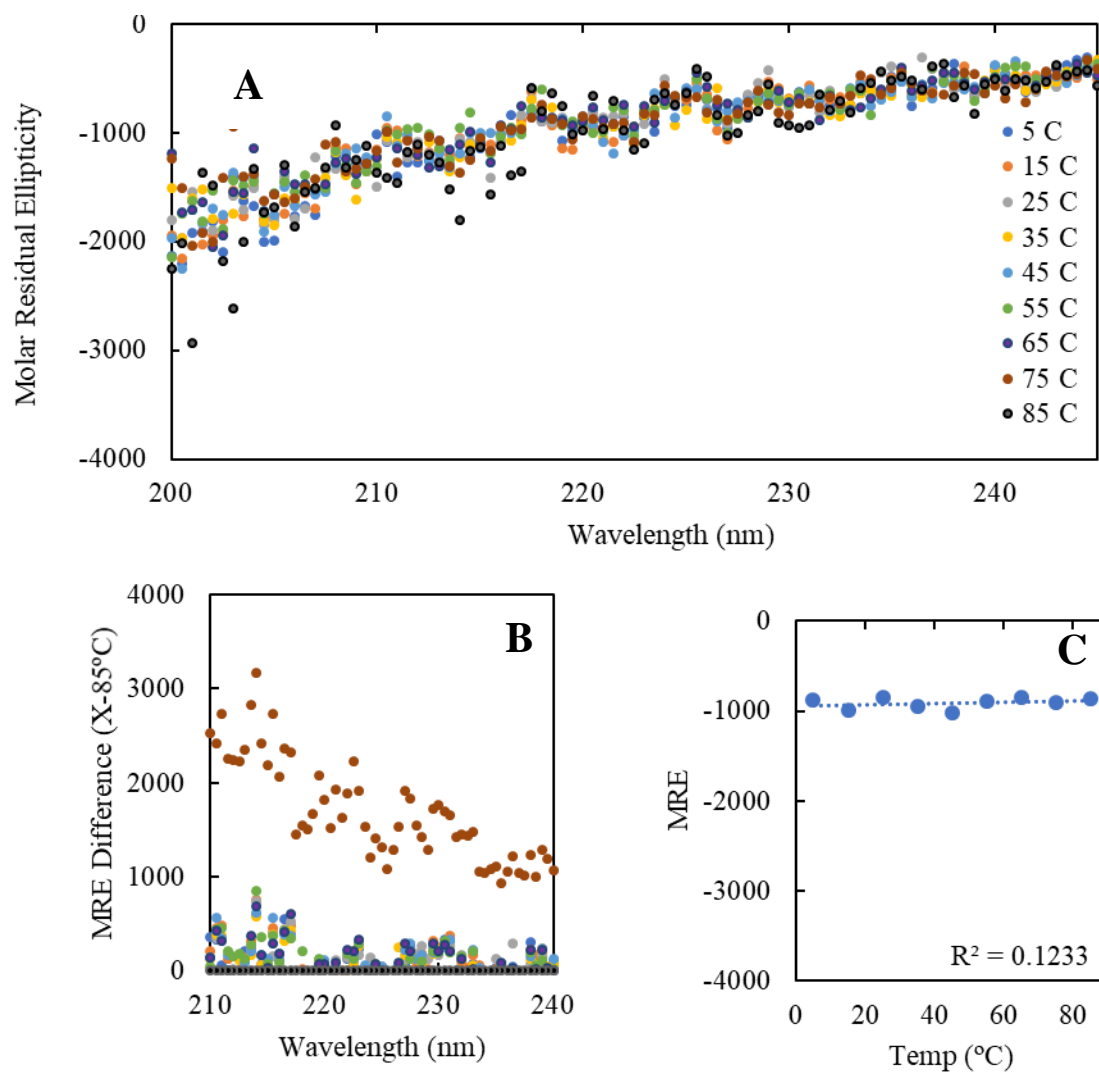 A
Molar Residual Ellipticity
0
-1000
-2000
-3000
-4000
200
210
220
230
240
Wavelength (nm)
5 C
15 C
25 C
35 C
45 C
55 C
65 C
75 C
85 C
B
MRE Difference (X-85ºC)
4000
3000
2000
1000
0
210
220
230
240
Wavelength (nm)
C
MRE
0
-1000
-2000
-3000
-4000
R² = 0.1233
0
20
40
60
80
Temp (ºC)